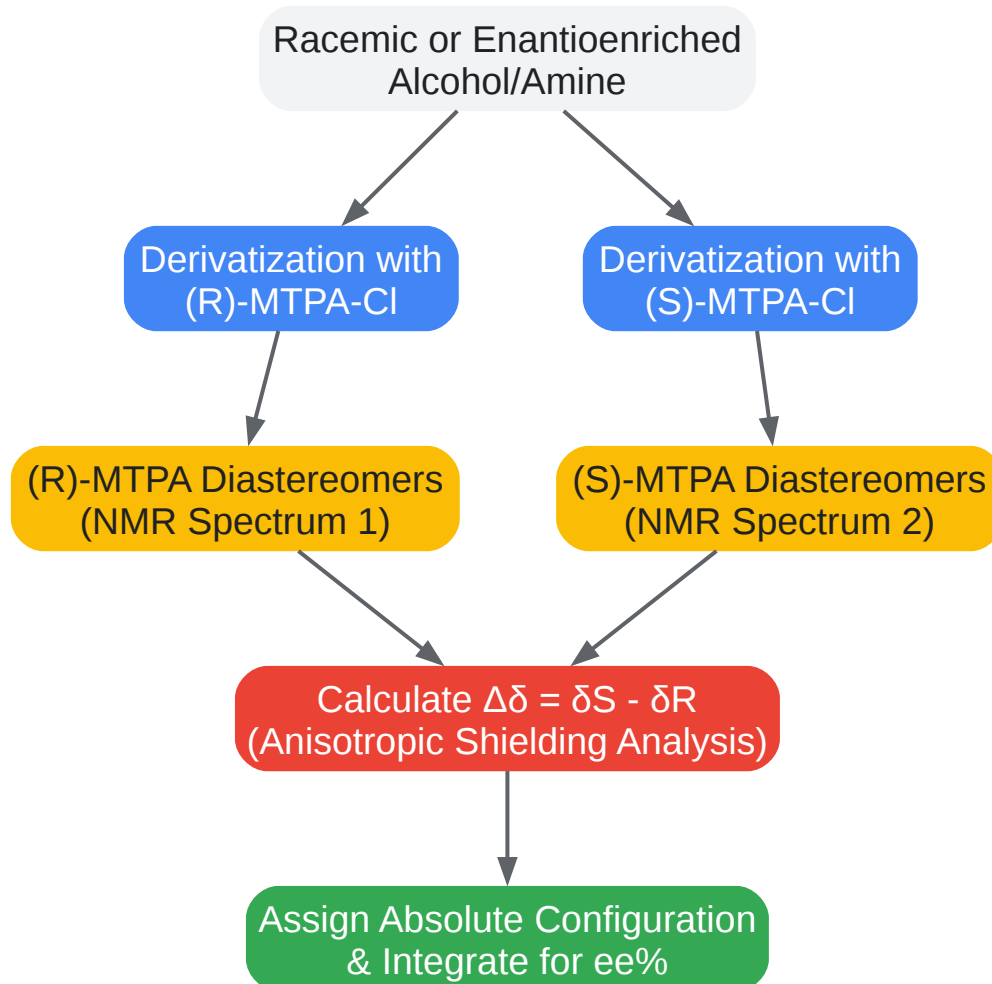 Racemic or Enantioenriched
Alcohol/Amine
Derivatization with
(R)-MTPA-Cl
Derivatization with
(S)-MTPA-Cl
(R)-MTPA Diastereomers
(NMR Spectrum 1)
(S)-MTPA Diastereomers
(NMR Spectrum 2)
Calculate Δδ = δS - δR
(Anisotropic Shielding Analysis)
Assign Absolute Configuration
& Integrate for ee%